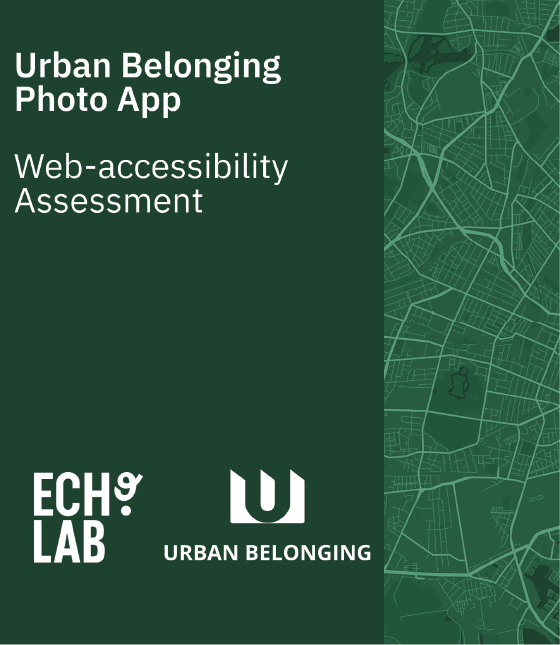 Urban Belonging
Photo App
Web-accessibility
Assessment
ECHO
LAB
URBAN BELONGING